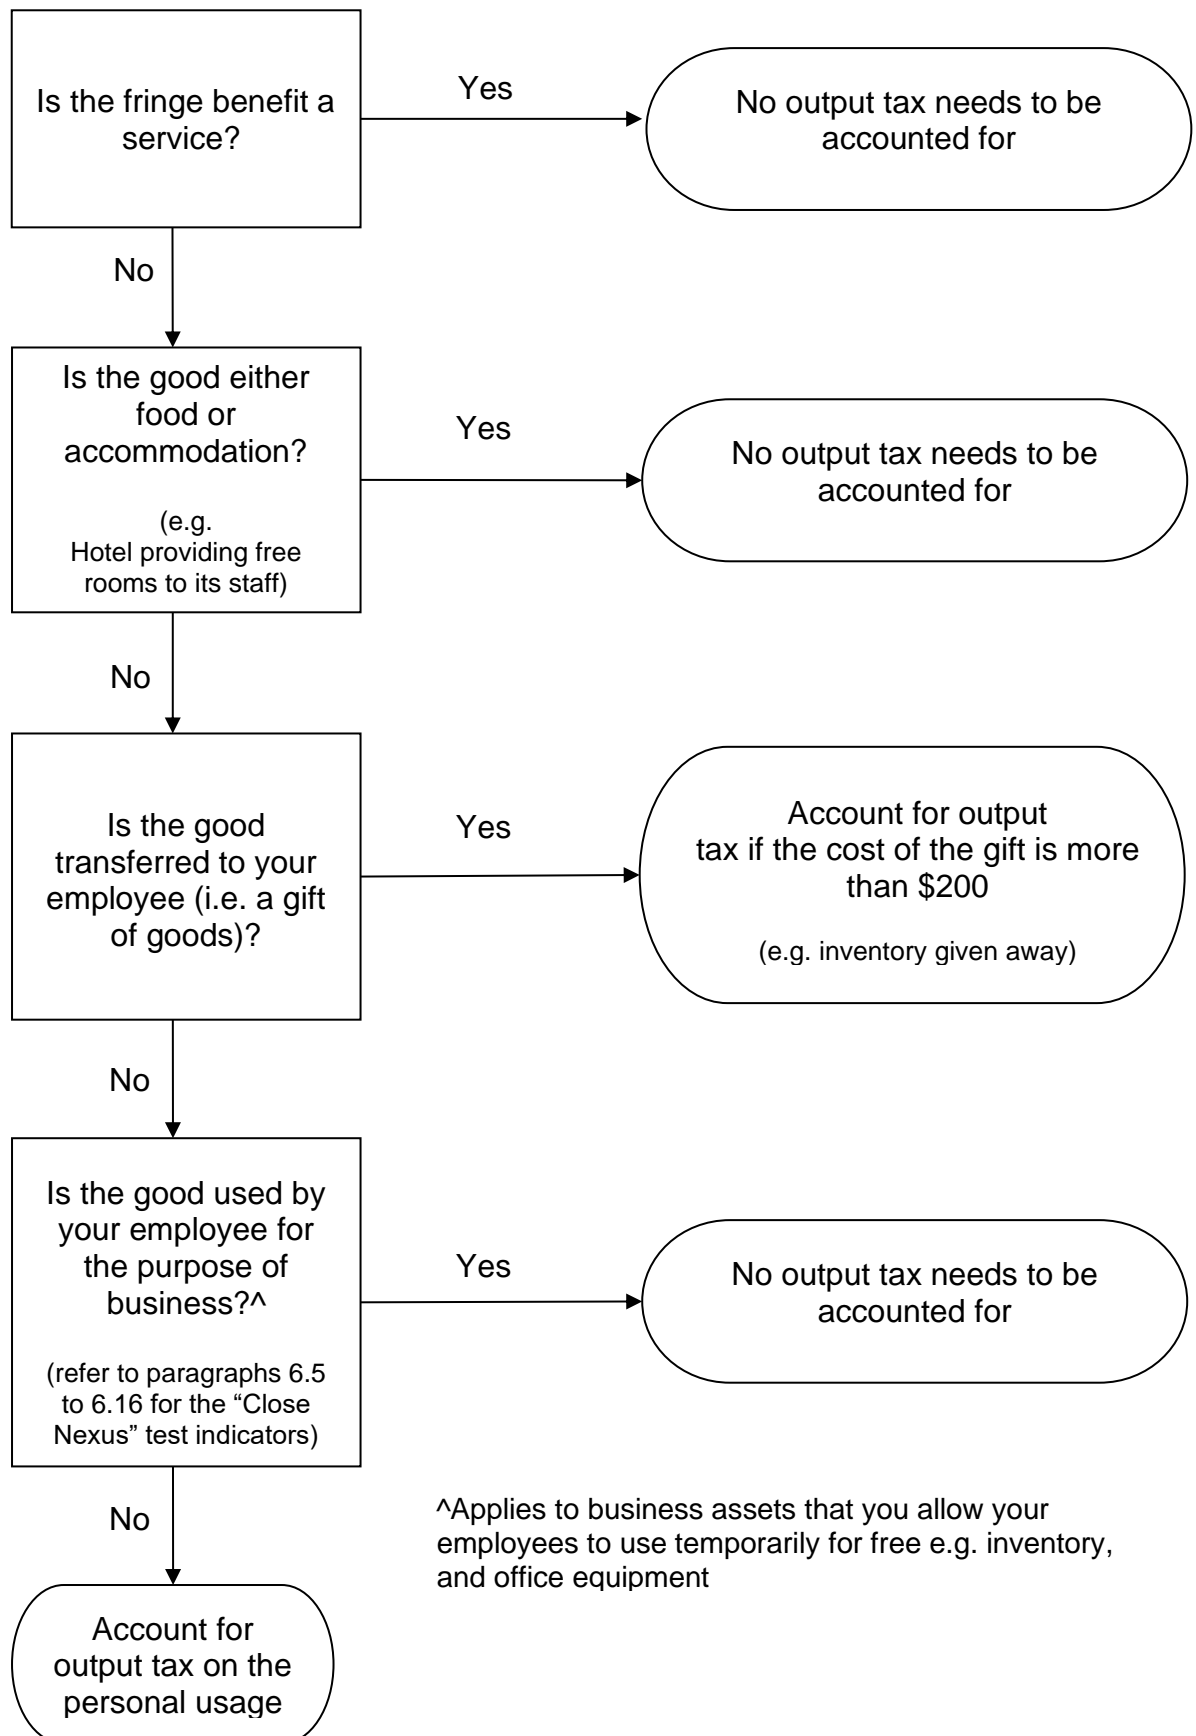 Is the fringe benefit a
service?
Yes
No output tax needs to be
accounted for
No
Is the good either
food or
accommodation?
(e.g.
Hotel providing free
rooms to its staff)
Yes
No output tax needs to be
accounted for
No
Is the good
transferred to your
employee (i.e. a gift
of goods)?
Yes
Account for output
tax if the cost of the gift is more
than $200
(e.g. inventory given away)
No
Is the good used by
your employee for
the purpose of
business?^
(refer to paragraphs 6.5
to 6.16 for the “Close
Nexus” test indicators)
Yes
No output tax needs to be
accounted for
No
^Applies to business assets that you allow your
employees to use temporarily for free e.g. inventory,
and office equipment
Account for
output tax on the
personal usage